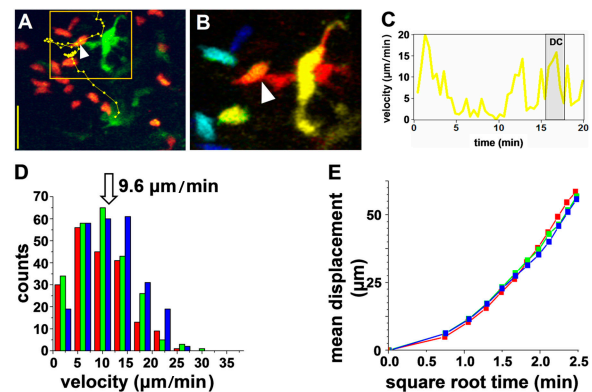 A
B
C
DC
velocity (µm/min)
20
15
10
5
0
0 5 10 15 20
time (min)
D
9.6 µm/min
counts
70
60
50
40
30
20
10
0
0 5 10 15 20 25 30 35
velocity (µm/min)
E
mean displacement
(µm)
50
25
0
0.0 0.5 1.0 1.5 2.0 2.5
square root time (min)